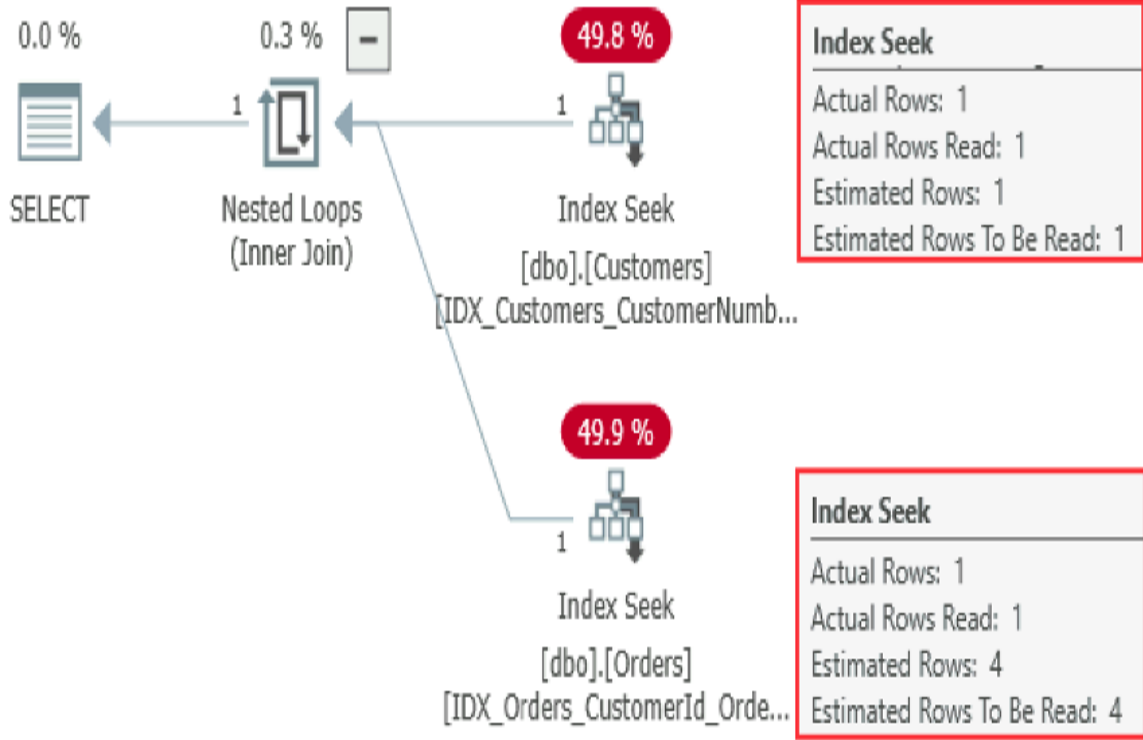 0.0 %
0.3 %
−
49.8 %
1
1
SELECT
Nested Loops
(Inner Join)
Index Seek
[dbo].[Customers]
[IDX_Customers_CustomerNumb...
Index Seek
Actual Rows: 1
Actual Rows Read: 1
Estimated Rows: 1
Estimated Rows To Be Read: 1
49.9 %
1
Index Seek
[dbo].[Orders]
[IDX_Orders_CustomerId_Orde...
Index Seek
Actual Rows: 1
Actual Rows Read: 1
Estimated Rows: 4
Estimated Rows To Be Read: 4